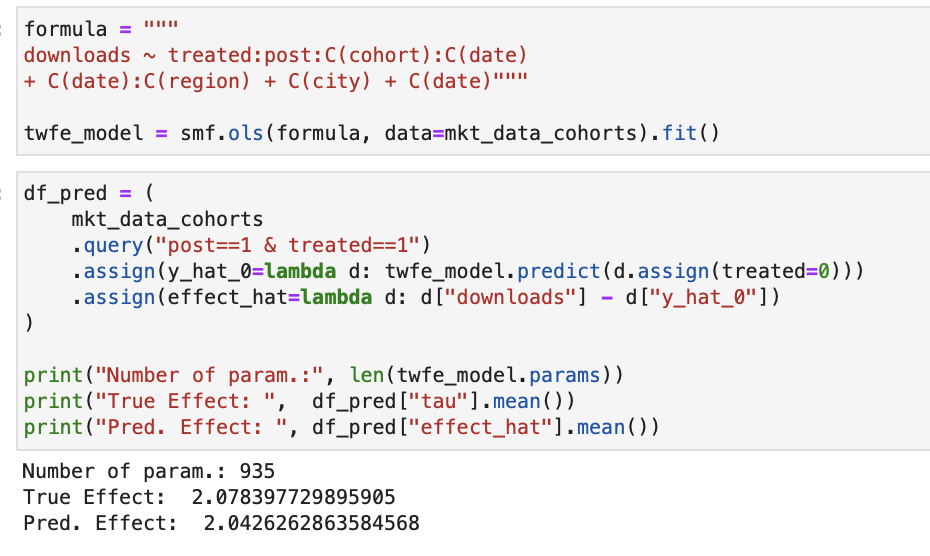 formula = """
downloads ~ treated:post:C(cohort):C(date)
+ C(date):C(region) + C(city) + C(date)"""
twfe_model = smf.ols(formula, data=mkt_data_cohorts).fit()
df_pred = (
mkt_data_cohorts
.query("post==1 & treated==1")
.assign(y_hat_0=lambda d: twfe_model.predict(d.assign(treated=0)))
.assign(effect_hat=lambda d: d["downloads"] - d["y_hat_0"])
)
print("Number of param.:", len(twfe_model.params))
print("True Effect: ",  df_pred["tau"].mean())
print("Pred. Effect: ", df_pred["effect_hat"].mean())
Number of param.: 935
True Effect:  2.078397729895905
Pred. Effect:  2.0426262863584568